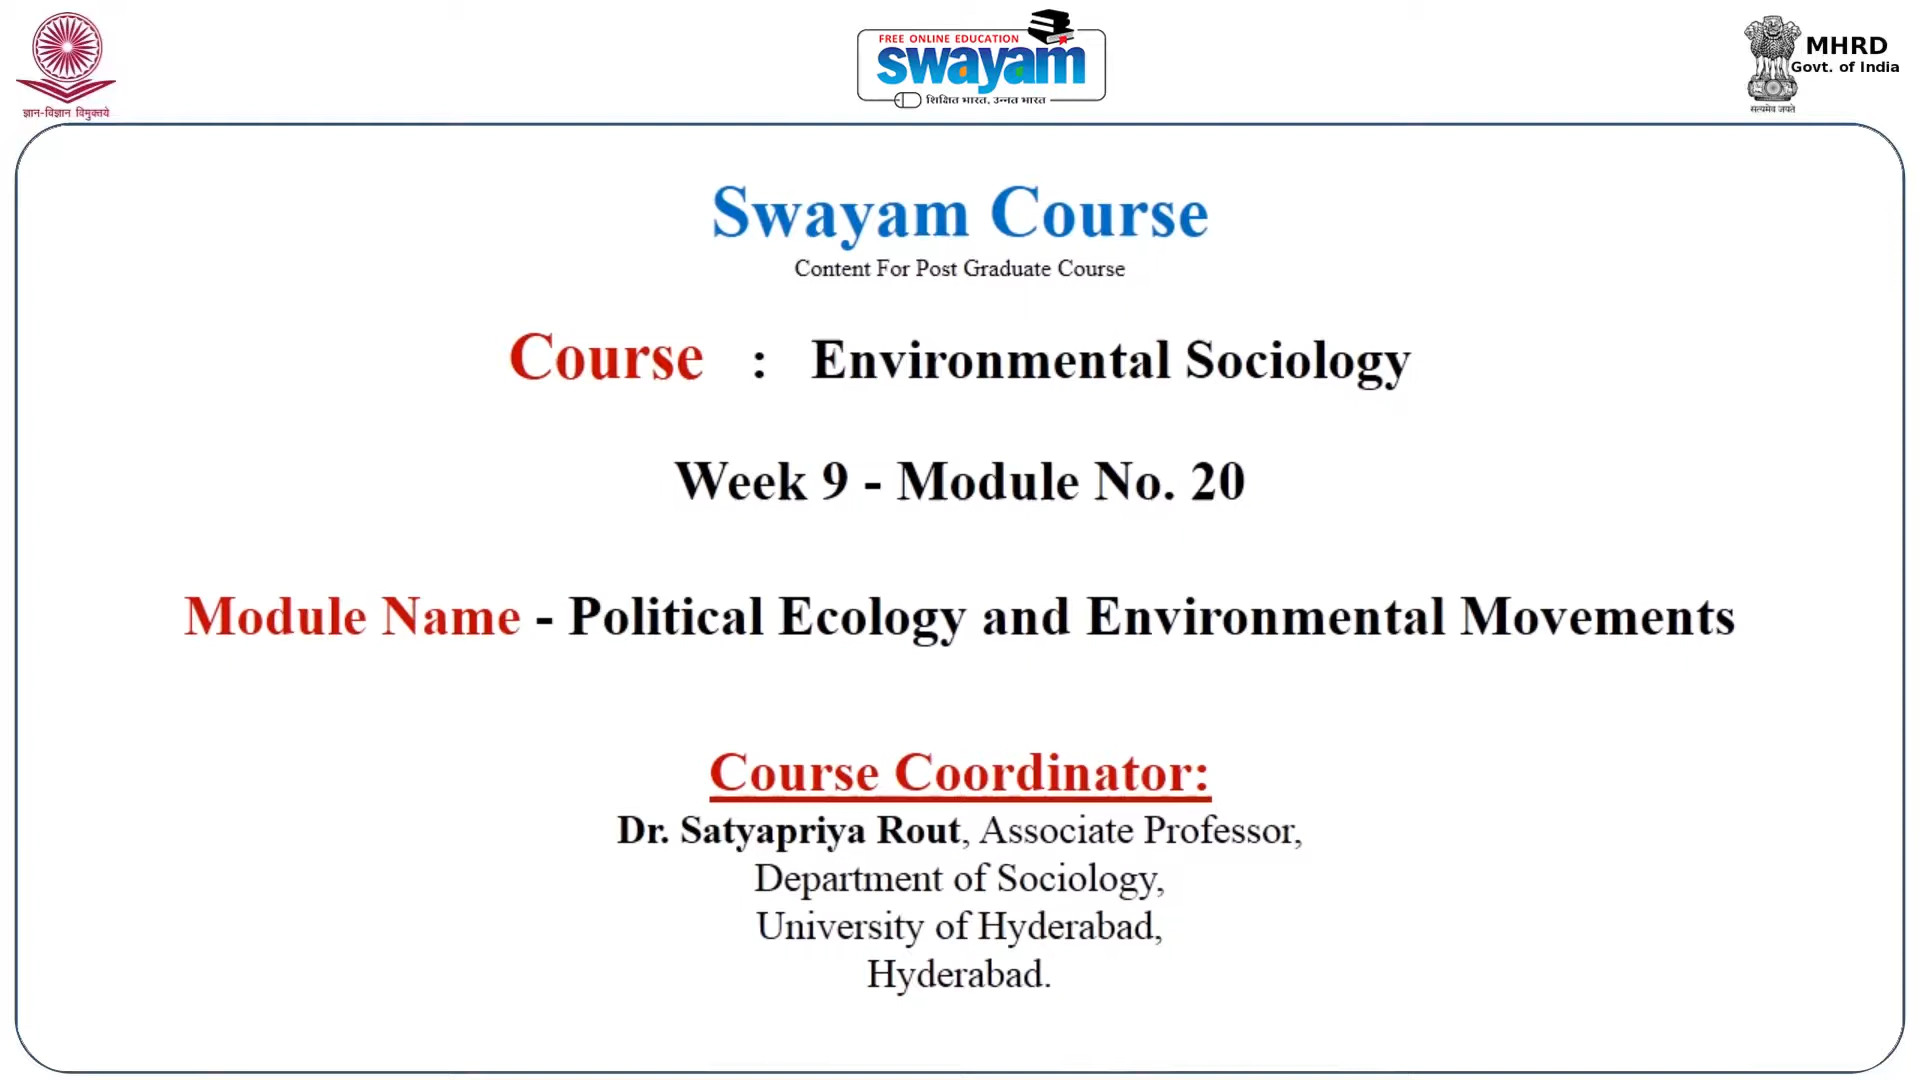 ज्ञान-विज्ञान विमुक्तये
FREE ONLINE EDUCATION
swayam
शिक्षित भारत, उन्नत भारत
MHRD
Govt. of India
सत्यमेव जयते
Swayam Course
Content For Post Graduate Course
Course : Environmental Sociology
Week 9 - Module No. 20
Module Name - Political Ecology and Environmental Movements
Course Coordinator:
Dr. Satyapriya Rout, Associate Professor,
Department of Sociology,
University of Hyderabad,
Hyderabad.